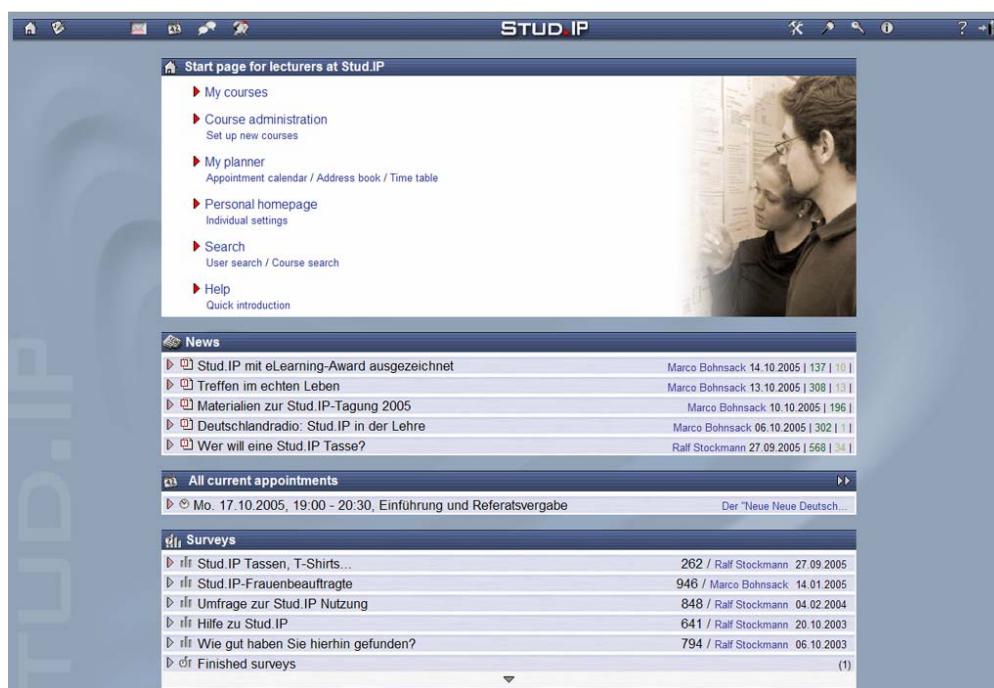 STUD.IP
Start page for lecturers at Stud.IP
My courses
Course administration
Set up new courses
My planner
Appointment calendar / Address book / Time table
Personal homepage
Individual settings
Search
User search / Course search
Help
Quick introduction
News
Stud.IP mit eLearning-Award ausgezeichnet Marco Bohnsack 14.10.2005 | 137 | 10 |
Treffen im echten Leben Marco Bohnsack 13.10.2005 | 308 | 13 |
Materialien zur Stud.IP-Tagung 2005 Marco Bohnsack 10.10.2005 | 196 |
Deutschlandradio: Stud.IP in der Lehre Marco Bohnsack 06.10.2005 | 302 | 1 |
Wer will eine Stud.IP Tasse? Ralf Stockmann 27.09.2005 | 568 | 34 |
All current appointments
Mo. 17.10.2005, 19:00 - 20:30, Einführung und Referatsvergabe Der "Neue Neue Deutsch...
Surveys
Stud.IP Tassen, T-Shirts... 262 / Ralf Stockmann 27.09.2005
Stud.IP-Frauenbeauftragte 946 / Marco Bohnsack 14.01.2005
Umfrage zur Stud.IP Nutzung 848 / Ralf Stockmann 04.02.2004
Hilfe zu Stud.IP 641 / Ralf Stockmann 20.10.2003
Wie gut haben Sie hierhin gefunden? 794 / Ralf Stockmann 06.10.2003
Finished surveys (1)
TUD.IP